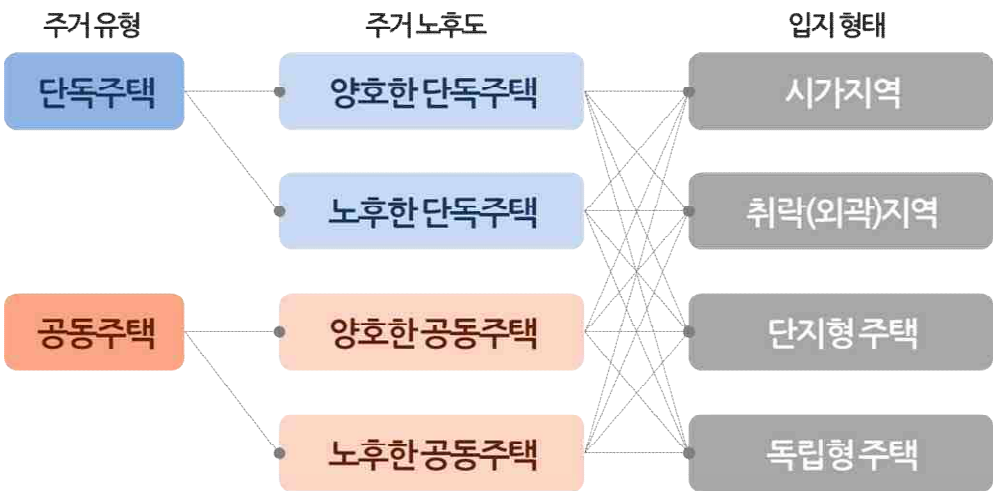 주거 유형
주거 노후도
입지 형태
단독주택
양호한 단독주택
시가지역
노후한 단독주택
취락(외곽)지역
공동주택
양호한 공동주택
단지형 주택
노후한 공동주택
독립형 주택